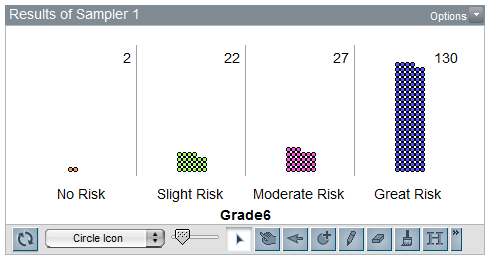 Results of Sampler 1
Options
2 22 27 130
No Risk Slight Risk Moderate Risk Great Risk
Grade6
Circle Icon
H
»